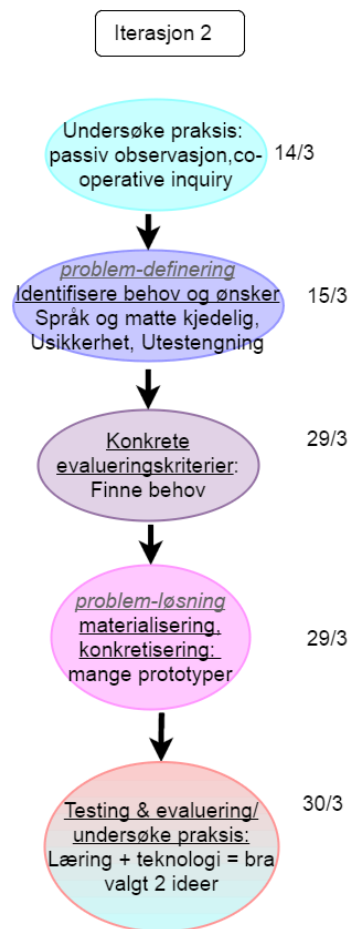 Iterasjon 2
Undersøke praksis:
passiv observasjon,co-
operative inquiry
14/3
problem-definering
Identifisere behov og ønsker
Språk og matte kjedelig,
Usikkerhet, Utestengning
15/3
Konkrete
evalueringskriterier:
Finne behov
29/3
problem-løsning
materialisering,
konkretisering:
mange prototyper
29/3
Testing & evaluering/
undersøke praksis:
Læring + teknologi = bra
valgt 2 ideer
30/3